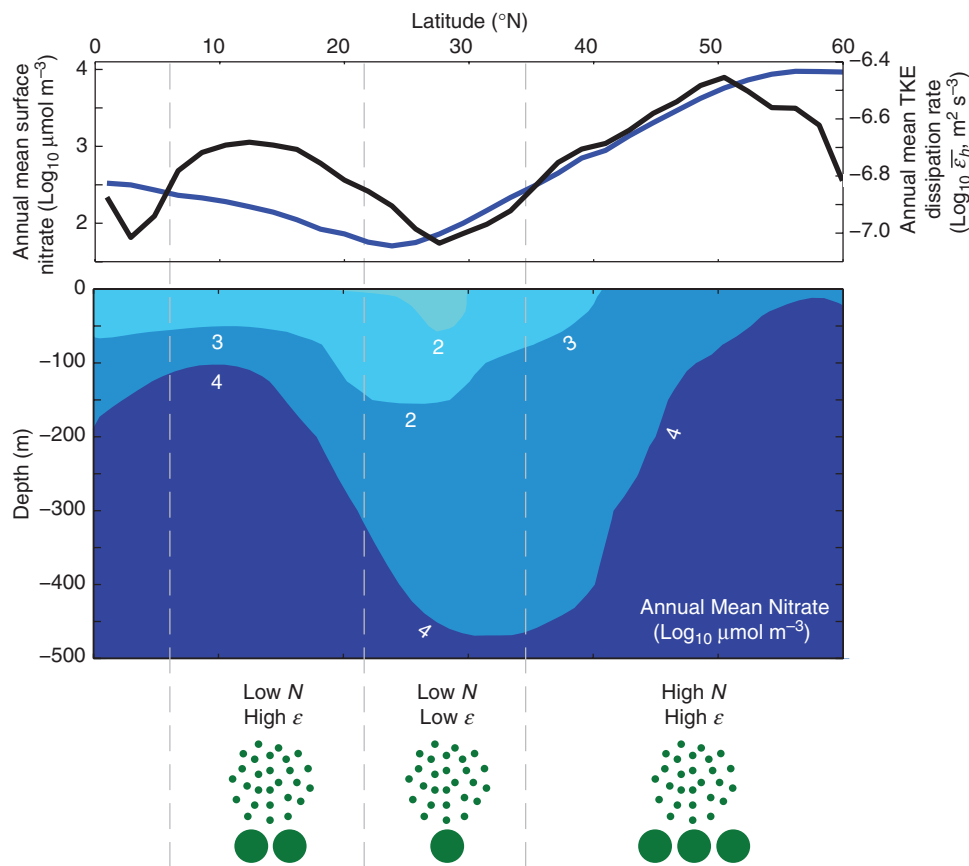 Latitude (°N)
0 10 20 30 40 50 60
Annual mean surface
nitrate (Log₁₀ μmol m⁻³)
4
3
2
−6.4
−6.6
−6.8
−7.0
Annual mean TKE
dissipation rate
(Log₁₀ ε̅ₕ, m² s⁻³)
Depth (m)
0
−100
−200
−300
−400
−500
3
4
2
2
3
4
4
Annual Mean Nitrate
(Log₁₀ μmol m⁻³)
Low N
High ε
Low N
Low ε
High N
High ε